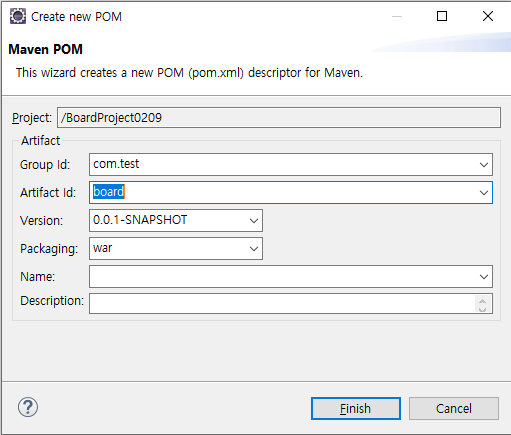 Create new POM
Maven POM
This wizard creates a new POM (pom.xml) descriptor for Maven.
Project: /BoardProject0209
Artifact
Group Id: com.test
Artifact Id: board
Version: 0.0.1-SNAPSHOT
Packaging: war
Name:
Description:
Finish Cancel